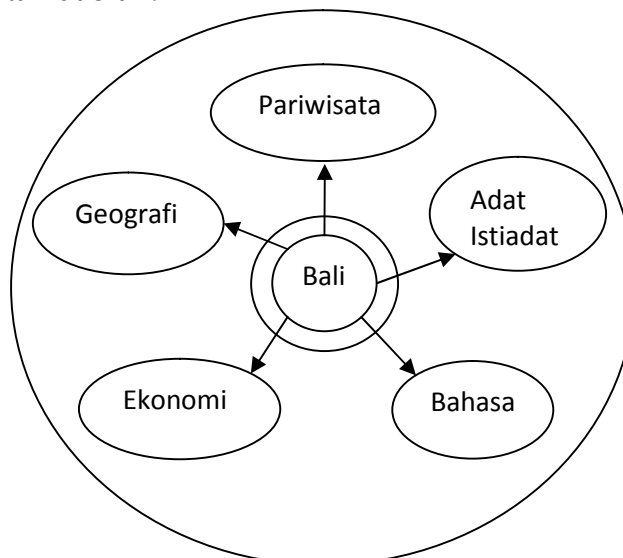 Pariwisata
Geografi
Adat
Istiadat
Bali
Ekonomi
Bahasa